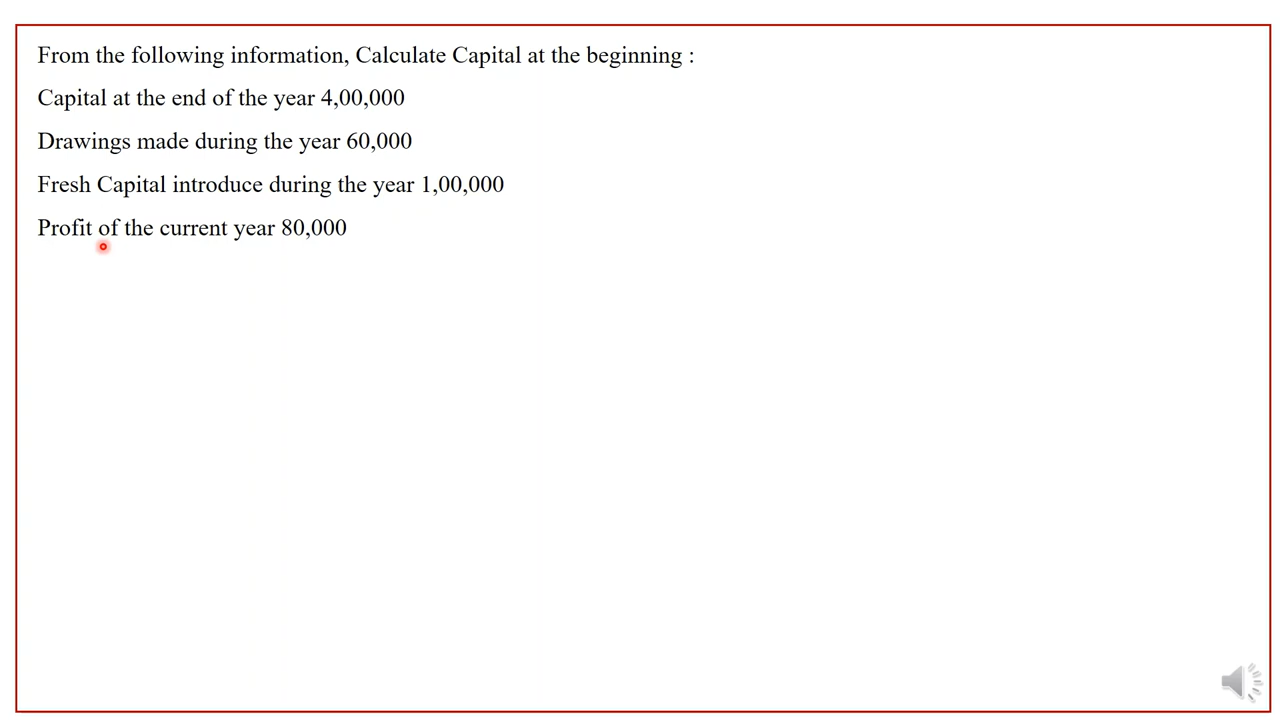 From the following information, Calculate Capital at the beginning :
Capital at the end of the year 4,00,000
Drawings made during the year 60,000
Fresh Capital introduce during the year 1,00,000
Profit of the current year 80,000